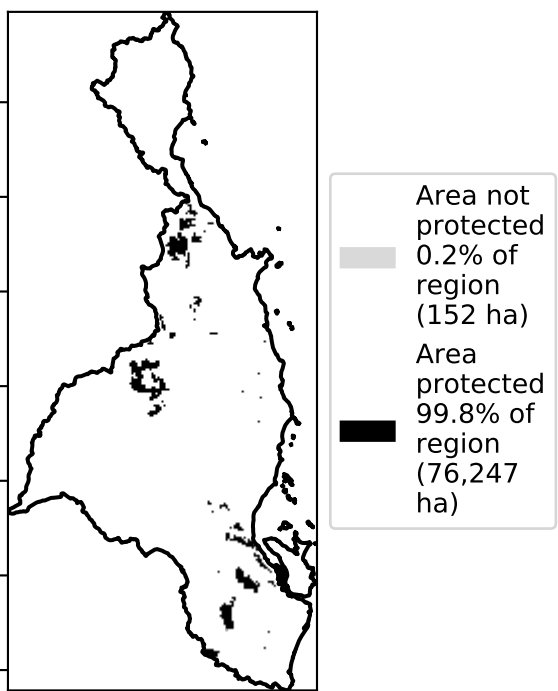 Area not
protected
0.2% of
region
(152 ha)
Area
protected
99.8% of
region
(76,247
ha)